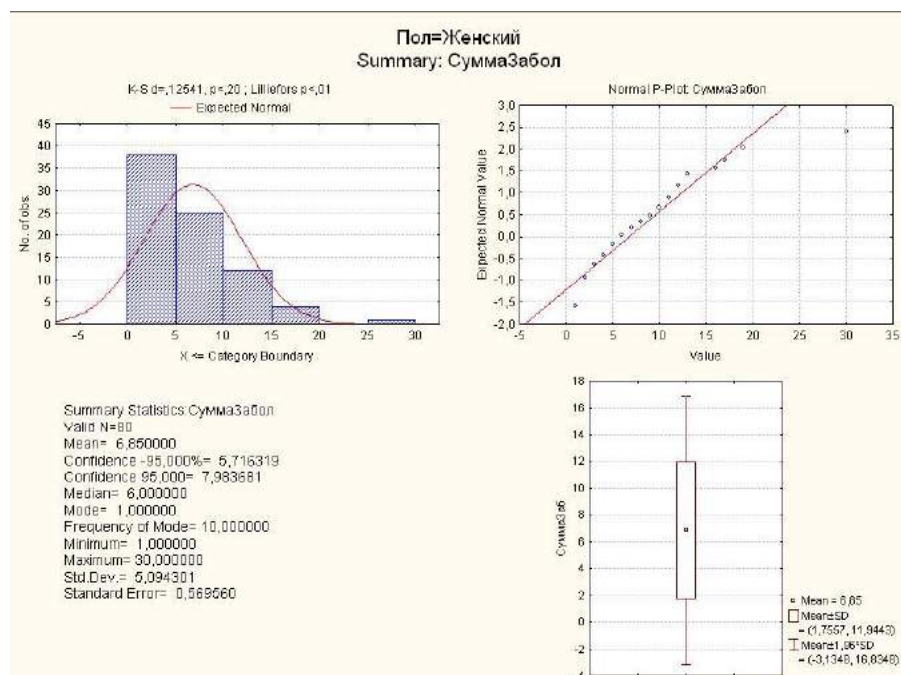 Пол=Женский
Summary: СуммаЗабол
K-S d=,12541, p<,20 ; Lilliefors p<,01
Expected Normal
45
40
35
30
25
20
15
10
5
0
No. of obs.
-5 0 5 10 15 20 25 30
X <= Category Boundary
Normal P-Plot: СуммаЗабол
3,0
2,5
2,0
1,5
1,0
0,5
0,0
-0,5
-1,0
-1,5
-2,0
Expected Normal Value
-5 0 5 10 15 20 25 30 35
Value
Summary Statistics:СуммаЗабол
Valid N=80
Mean= 6,850000
Confidence -95,000%= 5,716319
Confidence 95,000= 7,983681
Median= 6,000000
Mode= 1,000000
Frequency of Mode= 10,000000
Minimum= 1,000000
Maximum= 30,000000
Std.Dev.= 5,094301
Standard Error= 0,569560
18
16
14
12
10
8
6
4
2
0
-2
-4
СуммаЗаб
Mean = 6,85
Mean±SD
= (1,7557, 11,9443)
Mean±1,96*SD
= (-3,1348, 16,8348)